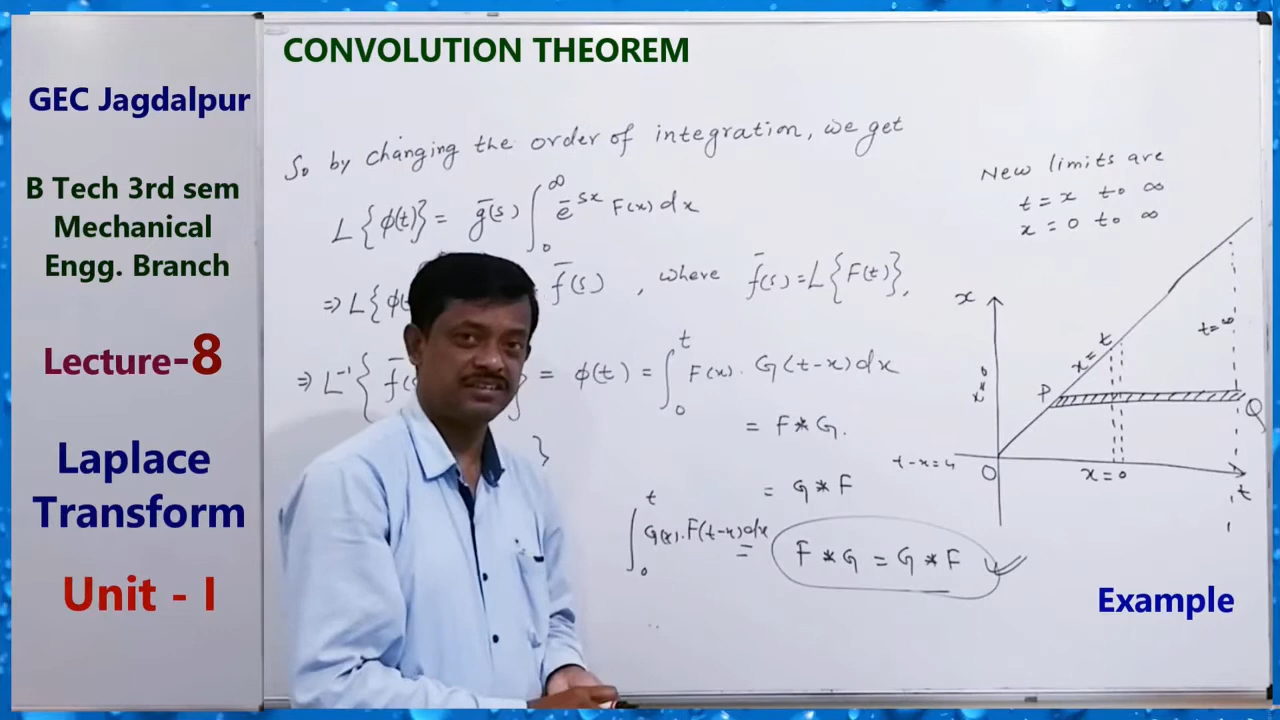 CONVOLUTION THEOREM
GEC Jagdalpur
B Tech 3rd sem
Mechanical
Engg. Branch
Lecture-8
Laplace
Transform
Unit - I
So by changing the order of integration, we get
L{φ(t)} = ḡ(s) ∫₀^∞ e^-sx F(x) dx
⇒ L{φ(t f̄(s) , where f̄(s) = L{F(t)},
⇒ L⁻¹{ f̄( } = φ(t) = ∫₀^t F(x) . G(t-x) dx
= F * G.
}
= G * F
∫₀^t G(x).F(t-x)dx =
F * G = G * F
New limits are
t = x to ∞
x = 0 to ∞
x
x = t
t = ∞
P
Q
O
x = 0
t
Example